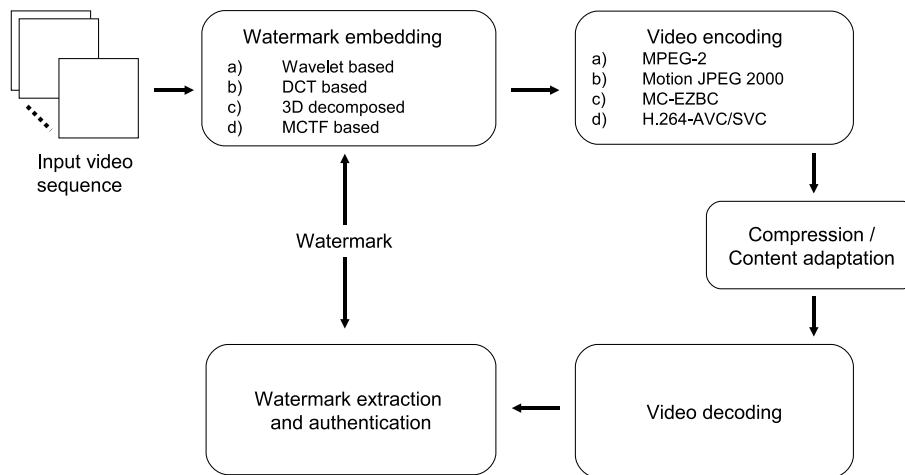 Watermark embedding
a) Wavelet based
b) DCT based
c) 3D decomposed
d) MCTF based
Video encoding
a) MPEG-2
b) Motion JPEG 2000
c) MC-EZBC
d) H.264-AVC/SVC
Input video
sequence
Watermark
Compression /
Content adaptation
Watermark extraction
and authentication
Video decoding